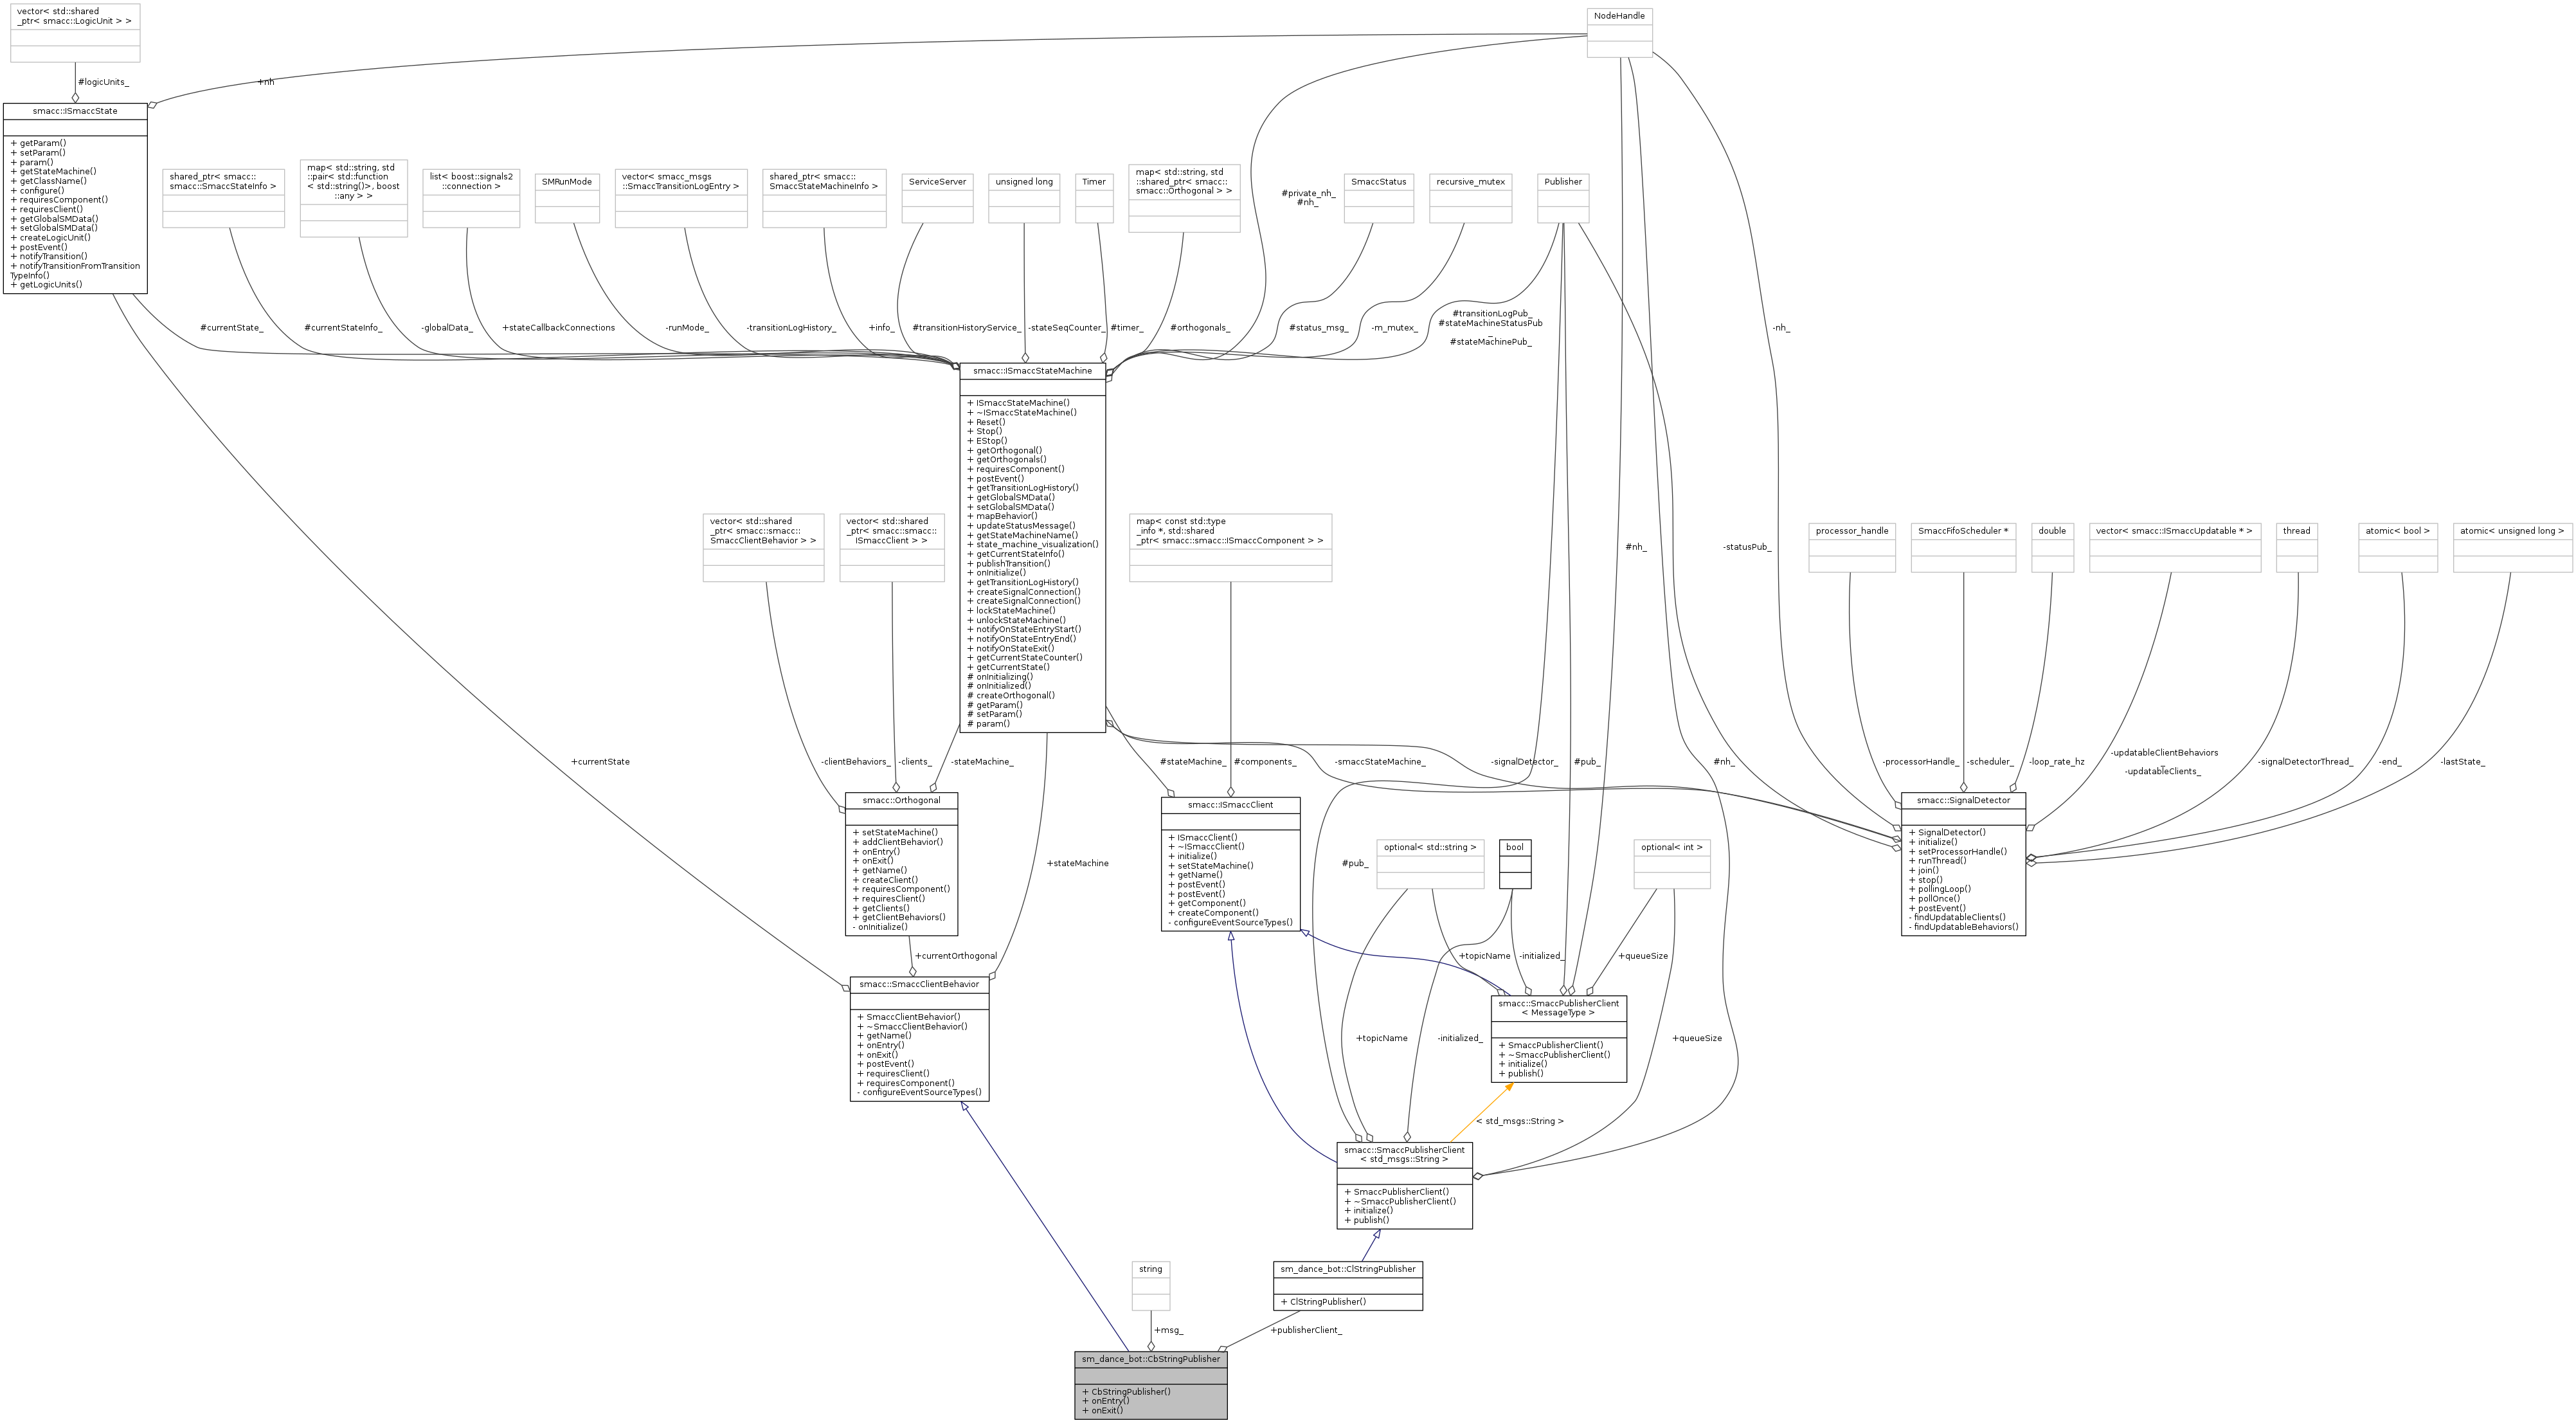 vector< std::shared
_ptr< smacc::LogicUnit > >
NodeHandle
#logicUnits_
+nh
smacc::ISmaccState
+ getParam()
+ setParam()
+ param()
+ getStateMachine()
+ getClassName()
+ configure()
+ requiresComponent()
+ requiresClient()
+ getGlobalSMData()
+ setGlobalSMData()
+ createLogicUnit()
+ postEvent()
+ notifyTransition()
+ notifyTransitionFromTransition
TypeInfo()
+ getLogicUnits()
shared_ptr< smacc::
smacc::SmaccStateInfo >
map< std::string, std
::pair< std::function
< std::string()>, boost
::any > >
list< boost::signals2
::connection >
SMRunMode
vector< smacc_msgs
::SmaccTransitionLogEntry >
shared_ptr< smacc::
SmaccStateMachineInfo >
ServiceServer
unsigned long
Timer
map< std::string, std
::shared_ptr< smacc::
smacc::Orthogonal > >
#private_nh_
#nh_
SmaccStatus
recursive_mutex
Publisher
#currentState_
#currentStateInfo_
-globalData_
+stateCallbackConnections
-runMode_
-transitionLogHistory_
+info_
#transitionHistoryService_
-stateSeqCounter_
#timer_
#orthogonals_
#status_msg_
-m_mutex_
#transitionLogPub_
#stateMachineStatusPub
_
#stateMachinePub_
-nh_
smacc::ISmaccStateMachine
+ ISmaccStateMachine()
+ ~ISmaccStateMachine()
+ Reset()
+ Stop()
+ EStop()
+ getOrthogonal()
+ getOrthogonals()
+ requiresComponent()
+ postEvent()
+ getTransitionLogHistory()
+ getGlobalSMData()
+ setGlobalSMData()
+ mapBehavior()
+ updateStatusMessage()
+ getStateMachineName()
+ state_machine_visualization()
+ getCurrentStateInfo()
+ publishTransition()
+ onInitialize()
+ getTransitionLogHistory()
+ createSignalConnection()
+ createSignalConnection()
+ lockStateMachine()
+ unlockStateMachine()
+ notifyOnStateEntryStart()
+ notifyOnStateEntryEnd()
+ notifyOnStateExit()
+ getCurrentStateCounter()
+ getCurrentState()
# onInitializing()
# onInitialized()
# createOrthogonal()
# getParam()
# setParam()
# param()
vector< std::shared
_ptr< smacc::smacc::
SmaccClientBehavior > >
vector< std::shared
_ptr< smacc::smacc::
ISmaccClient > >
map< const std::type
_info *, std::shared
_ptr< smacc::smacc::ISmaccComponent > >
#nh_
-statusPub_
processor_handle
SmaccFifoScheduler *
double
vector< smacc::ISmaccUpdatable * >
thread
atomic< bool >
atomic< unsigned long >
+currentState
-clientBehaviors_
-clients_
-stateMachine_
#stateMachine_
#components_
-smaccStateMachine_
-signalDetector_
#pub_
#nh_
-processorHandle_
-scheduler_
-loop_rate_hz
-updatableClientBehaviors
_
-updatableClients_
-signalDetectorThread_
-end_
-lastState_
smacc::Orthogonal
+ setStateMachine()
+ addClientBehavior()
+ onEntry()
+ onExit()
+ getName()
+ createClient()
+ requiresComponent()
+ requiresClient()
+ getClients()
+ getClientBehaviors()
- onInitialize()
+stateMachine
smacc::ISmaccClient
+ ISmaccClient()
+ ~ISmaccClient()
+ initialize()
+ setStateMachine()
+ getName()
+ postEvent()
+ postEvent()
+ getComponent()
+ createComponent()
- configureEventSourceTypes()
#pub_
optional< std::string >
bool
optional< int >
smacc::SignalDetector
+ SignalDetector()
+ initialize()
+ setProcessorHandle()
+ runThread()
+ join()
+ stop()
+ pollingLoop()
+ pollOnce()
+ postEvent()
- findUpdatableClients()
- findUpdatableBehaviors()
+currentOrthogonal
+topicName
-initialized_
+queueSize
smacc::SmaccClientBehavior
+ SmaccClientBehavior()
+ ~SmaccClientBehavior()
+ getName()
+ onEntry()
+ onExit()
+ postEvent()
+ requiresClient()
+ requiresComponent()
- configureEventSourceTypes()
+topicName
-initialized_
smacc::SmaccPublisherClient
< MessageType >
+ SmaccPublisherClient()
+ ~SmaccPublisherClient()
+ initialize()
+ publish()
+queueSize
< std_msgs::String >
smacc::SmaccPublisherClient
< std_msgs::String >
+ SmaccPublisherClient()
+ ~SmaccPublisherClient()
+ initialize()
+ publish()
string
sm_dance_bot::ClStringPublisher
+ ClStringPublisher()
+msg_
+publisherClient_
sm_dance_bot::CbStringPublisher
+ CbStringPublisher()
+ onEntry()
+ onExit()